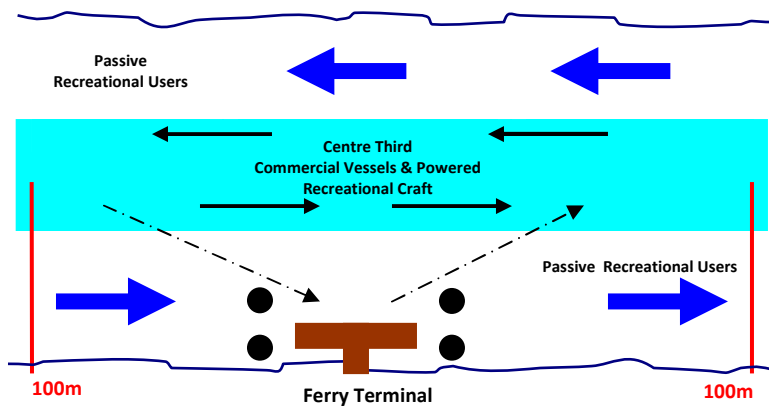 Passive
Recreational Users
Centre Third
Commercial Vessels & Powered
Recreational Craft
Passive Recreational Users
100m
Ferry Terminal
100m